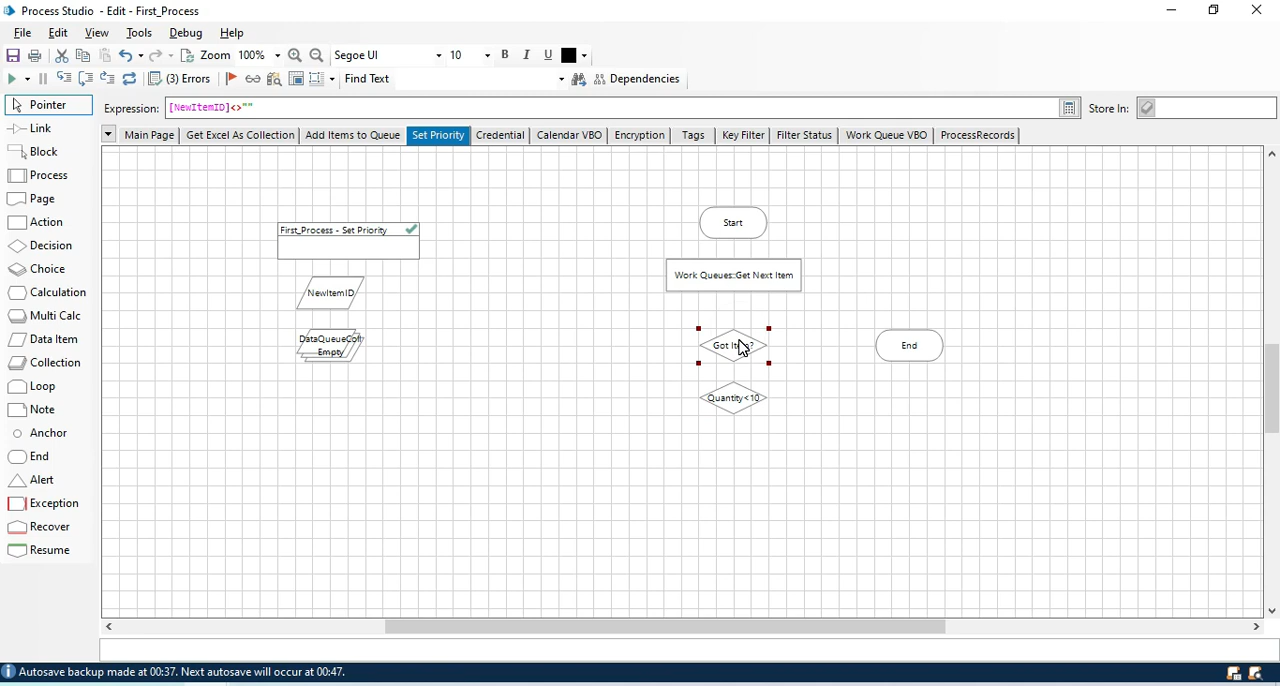 Process Studio - Edit - First_Process
File Edit View Tools Debug Help
Zoom 100% Segoe UI 10 B I U
(3) Errors Find Text Dependencies
Pointer
Expression: [NewItemID]<>"" Store In:
Link
Main Page Get Excel As Collection Add Items to Queue Set Priority Credential Calendar VBO Encryption Tags Key Filter Filter Status Work Queue VBO ProcessRecords
Block
Process
Page
Action
Decision
Choice
Calculation
Multi Calc
Data Item
Collection
Loop
Note
Anchor
End
Alert
Exception
Recover
Resume
First_Process - Set Priority
NewItemID
Empty
Start
Work Queues::Get Next Item
Quantity<10
End
Autosave backup made at 00:37. Next autosave will occur at 00:47.